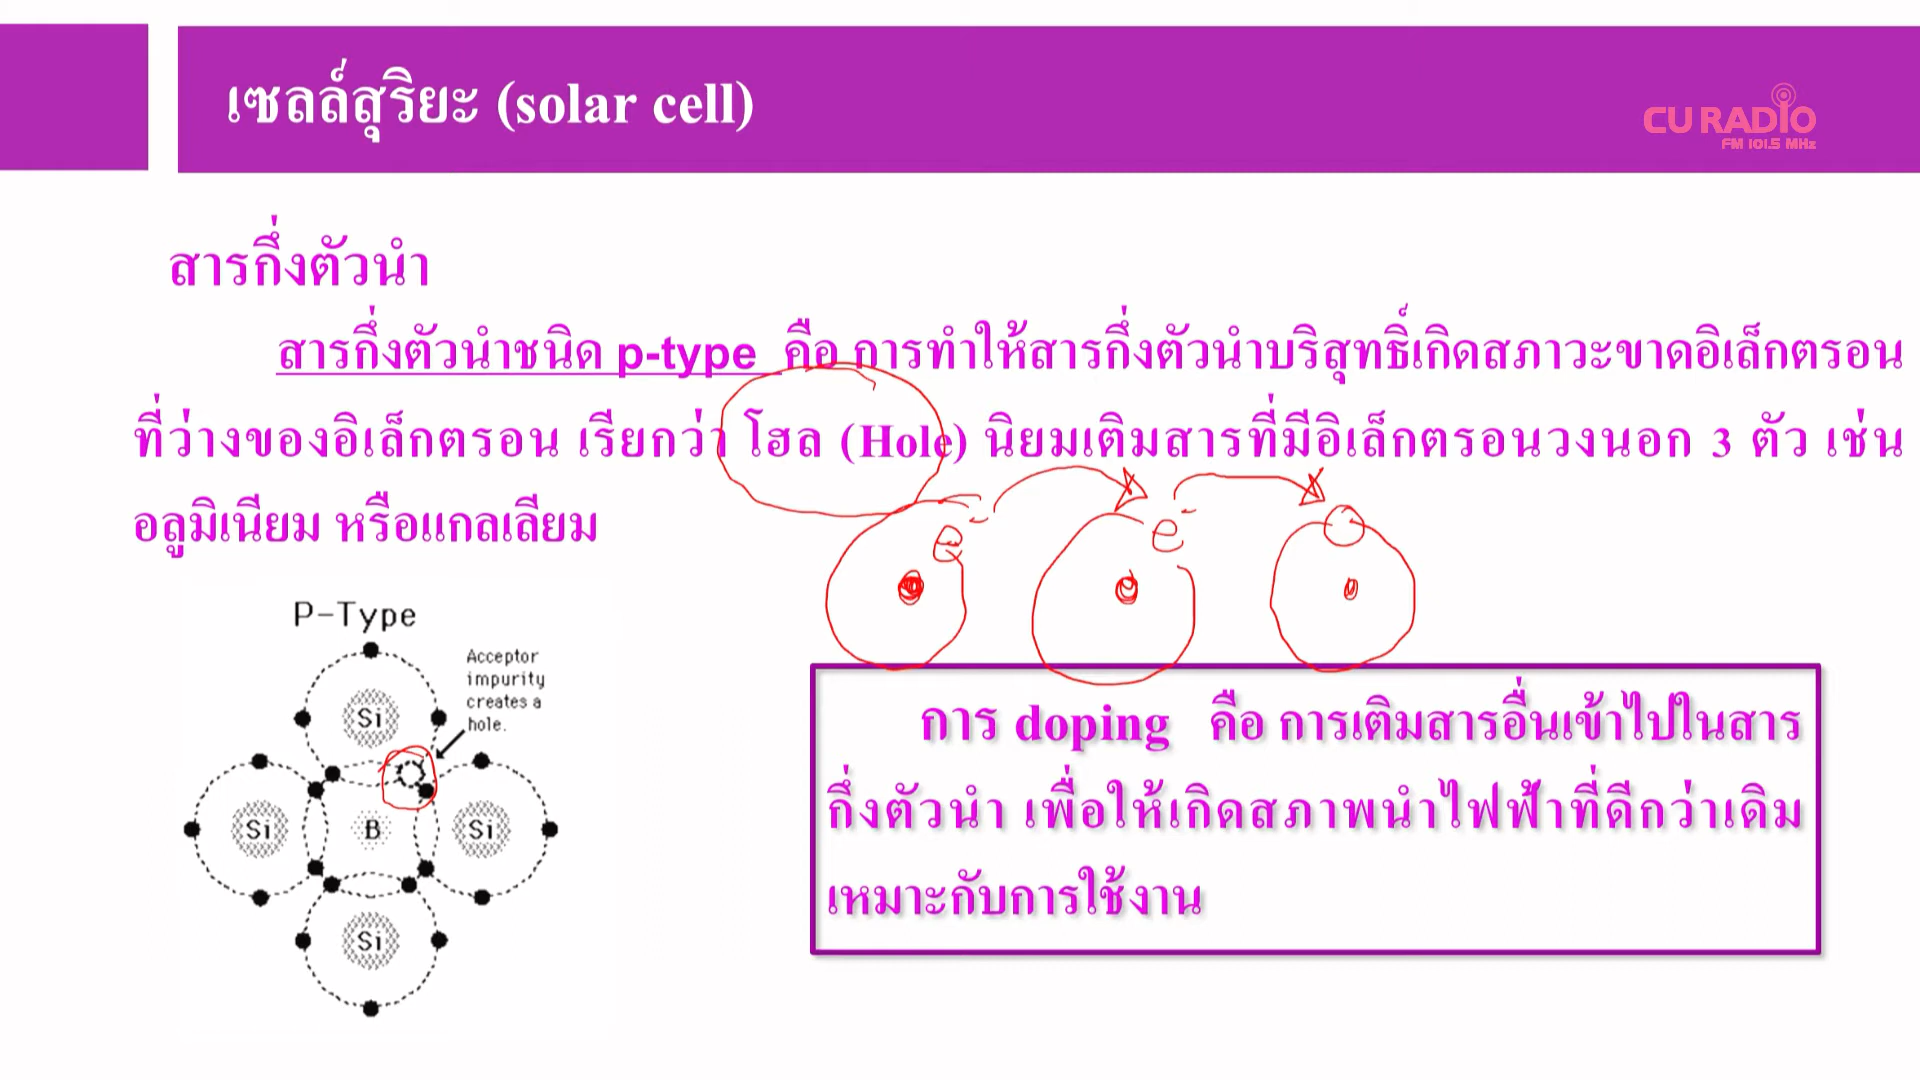 เซลล์สุริยะ (solar cell)
CU RADIO
FM 101.5 MHz
สารกึ่งตัวนำ
สารกึ่งตัวนำชนิด p-type คือ การทำให้สารกึ่งตัวนำบริสุทธิ์เกิดสภาวะขาดอิเล็กตรอน
ที่ว่างของอิเล็กตรอน เรียกว่า โฮล (Hole) นิยมเติมสารที่มีอิเล็กตรอนวงนอก 3 ตัว เช่น
อลูมิเนียม หรือแกลเลียม
e⁻ e⁻
P-Type
Acceptor
impurity
creates a
hole.
Si
Si B Si
Si
การ doping คือ การเติมสารอื่นเข้าไปในสาร
กึ่งตัวนำ เพื่อให้เกิดสภาพนำไฟฟ้าที่ดีกว่าเดิม
เหมาะกับการใช้งาน